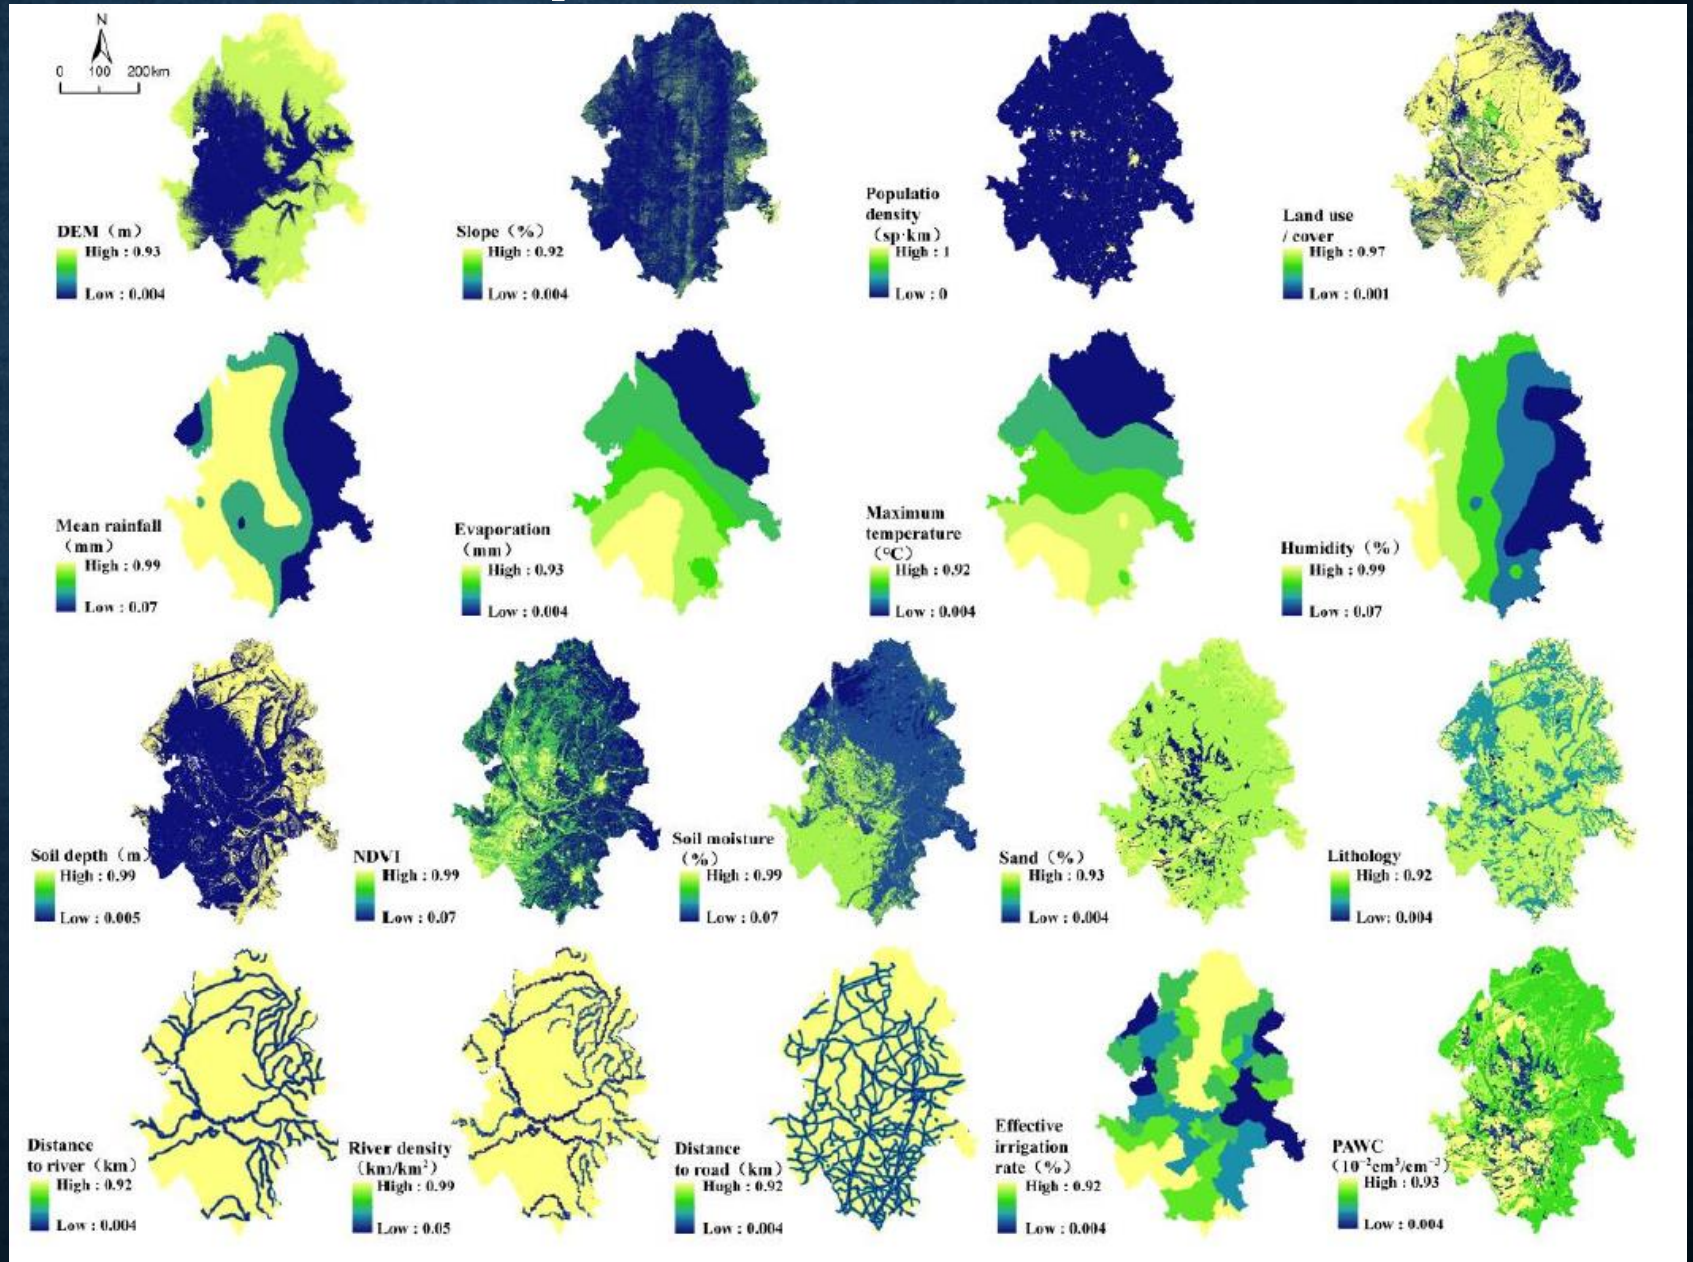 N
0 100 200km
DEM（m）
High : 0.93
Low : 0.004
Slope（%）
High : 0.92
Low : 0.004
Populatio
density
（sp·km）
High : 1
Low : 0
Land use
/ cover
High : 0.97
Low : 0.001
Mean rainfall
（mm）
High : 0.99
Low : 0.07
Evaporation
（mm）
High : 0.93
Low : 0.004
Maximum
temperature
（°C）
High : 0.92
Low : 0.004
Humidity（%）
High : 0.99
Low : 0.07
Soil depth（m）
High : 0.99
Low : 0.005
NDVI
High : 0.99
Low : 0.07
Soil moisture
（%）
High : 0.99
Low : 0.07
Sand（%）
High : 0.93
Low : 0.004
Lithology
High : 0.92
Low: 0.004
Distance
to river（km）
High : 0.92
Low : 0.004
River density
（km/km²）
High : 0.99
Low : 0.05
Distance
to road（km）
Hugh : 0.92
Low : 0.004
Effective
irrigation
rate（%）
High : 0.92
Low : 0.004
PAWC
（10⁻²cm³/cm⁻³）
High : 0.93
Low : 0.004